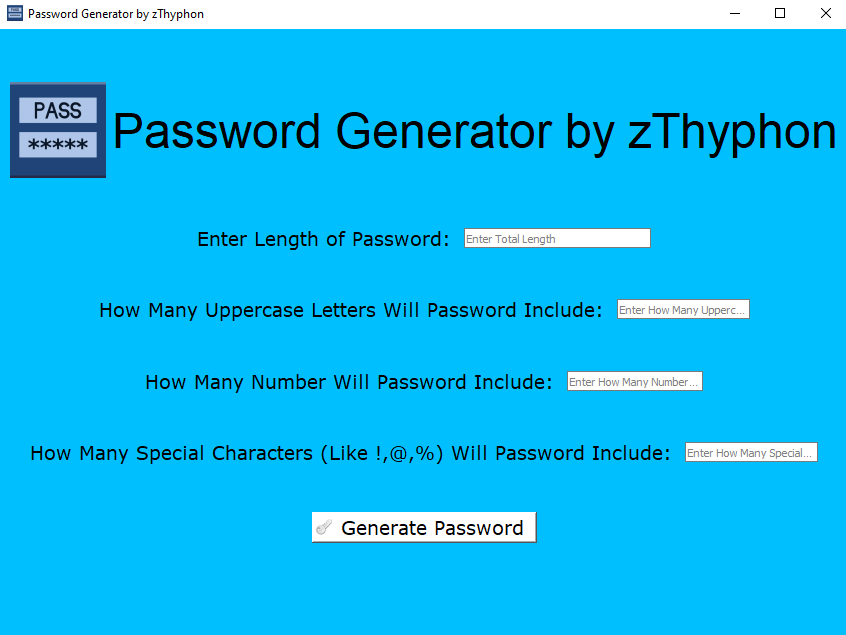 Password Generator by zThyphon
PASS
*****
Password Generator by zThyphon
Enter Length of Password: Enter Total Length
How Many Uppercase Letters Will Password Include: Enter How Many Upperc...
How Many Number Will Password Include: Enter How Many Number...
How Many Special Characters (Like !,@,%) Will Password Include: Enter How Many Special...
Generate Password